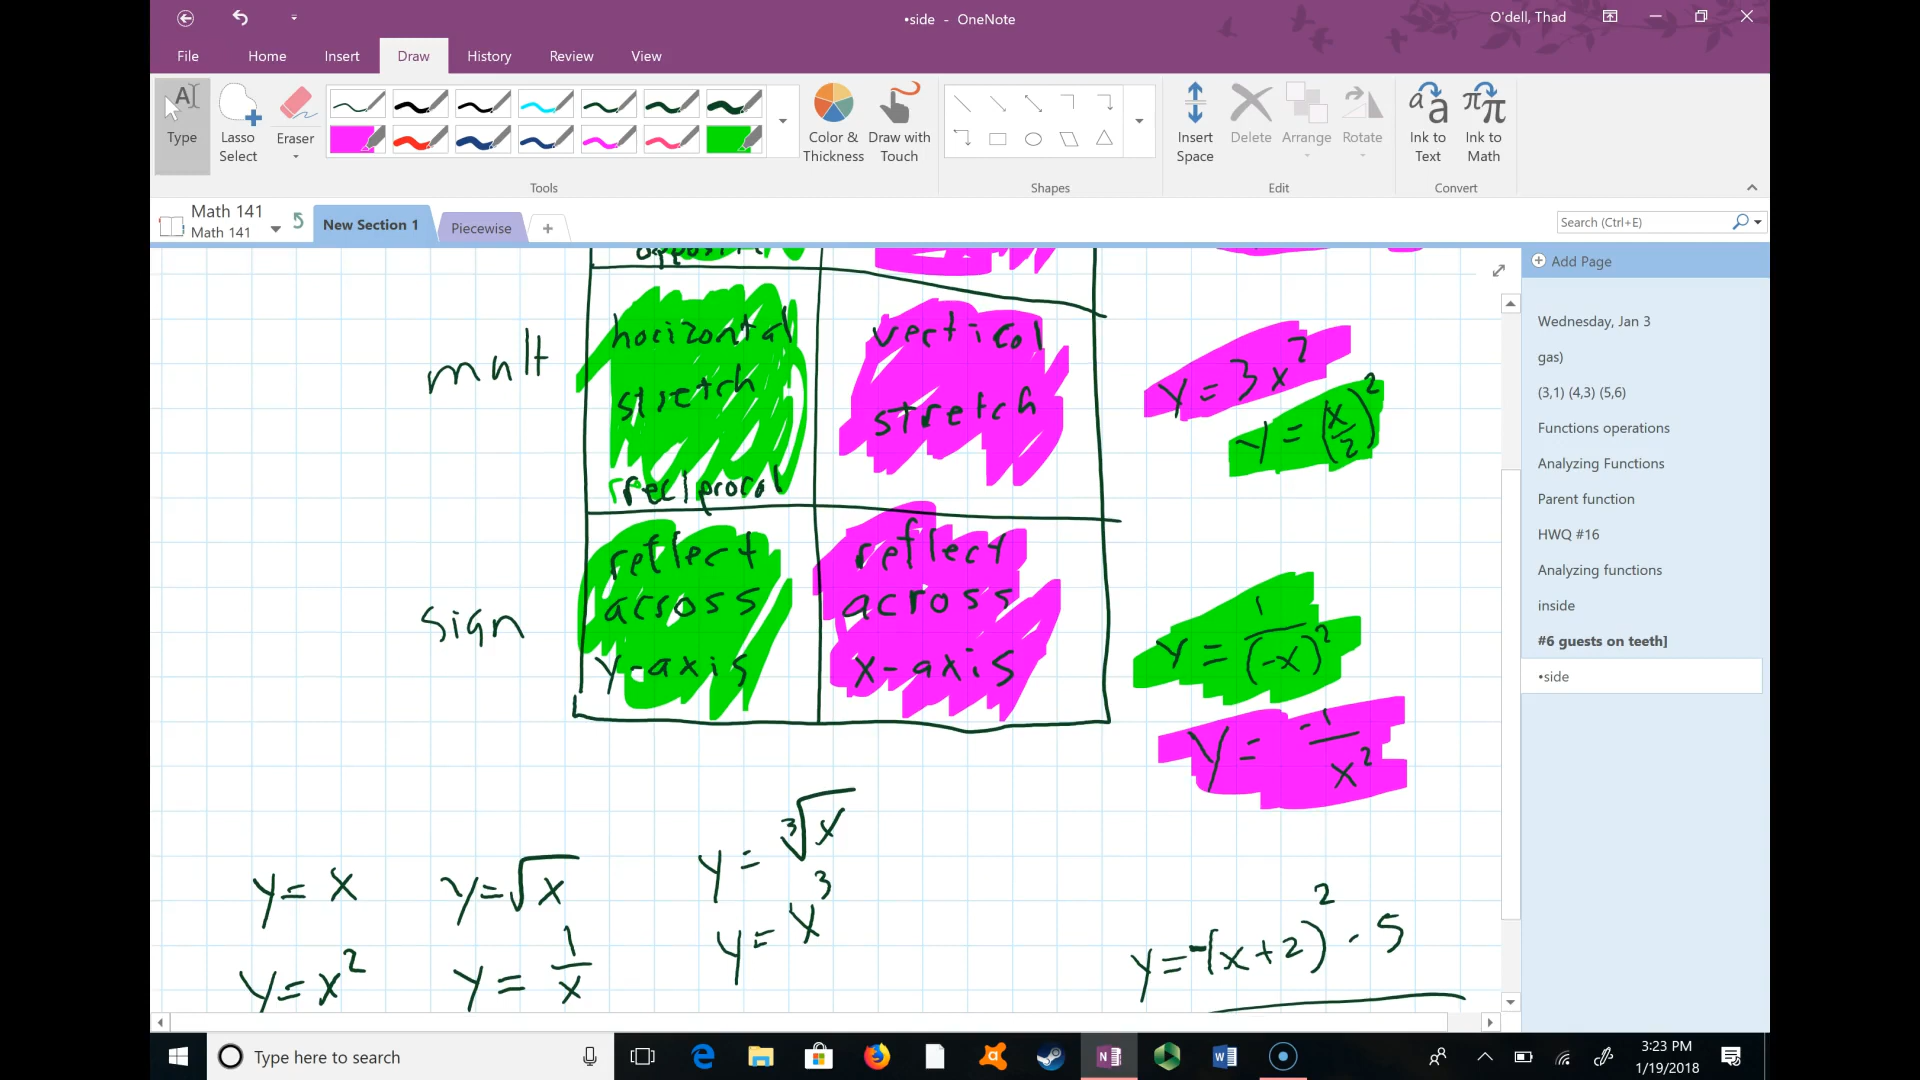 •side - OneNote
O'dell, Thad
File Home Insert Draw History Review View
Type
Lasso Select
Eraser
Color & Thickness
Draw with Touch
Insert Space
Delete
Arrange
Rotate
Ink to Text
Ink to Math
Tools
Shapes
Edit
Convert
Math 141
Math 141
New Section 1
Piecewise
Search (Ctrl+E)
Add Page
Wednesday, Jan 3
gas)
(3,1) (4,3) (5,6)
Functions operations
Analyzing Functions
Parent function
HWQ #16
Analyzing functions
inside
#6 guests on teeth]
•side
mult
horizontal
stretch
reciprocal
vertical
stretch
y = 3x²
y = (x/2)²
sign
reflect
across
y-axis
reflect
across
x-axis
y = 1/(-x)²
y = -1/x²
y = x
y = √x
y = ∛x
y = x³
y = x²
y = 1/x
y = -(x+2)² - 5
Type here to search
3:23 PM
1/19/2018